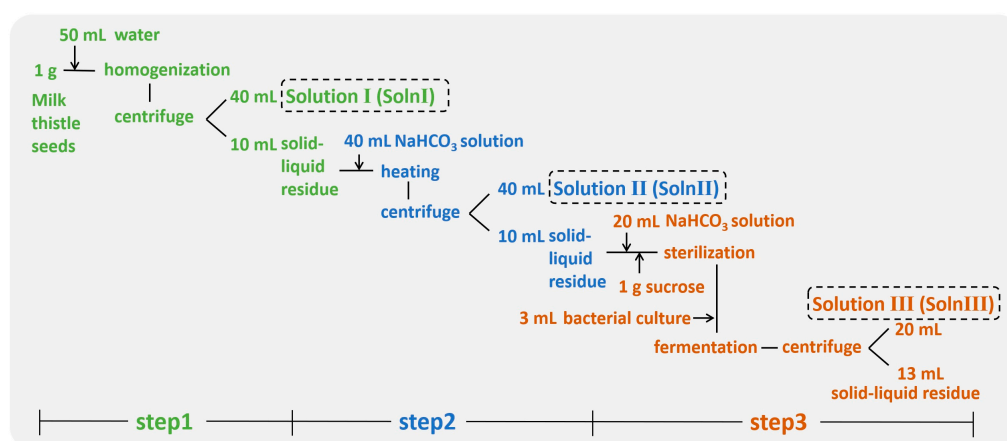 50 mL water
1 g
homogenization
Milk
thistle
seeds
centrifuge
40 mL Solution I (SolnI)
10 mL solid-
liquid
residue
40 mL NaHCO₃ solution
heating
centrifuge
40 mL Solution II (SolnII)
10 mL solid-
liquid
residue
20 mL NaHCO₃ solution
sterilization
1 g sucrose
3 mL bacterial culture
fermentation
centrifuge
Solution III (SolnIII)
20 mL
13 mL
solid-liquid residue
step1
step2
step3